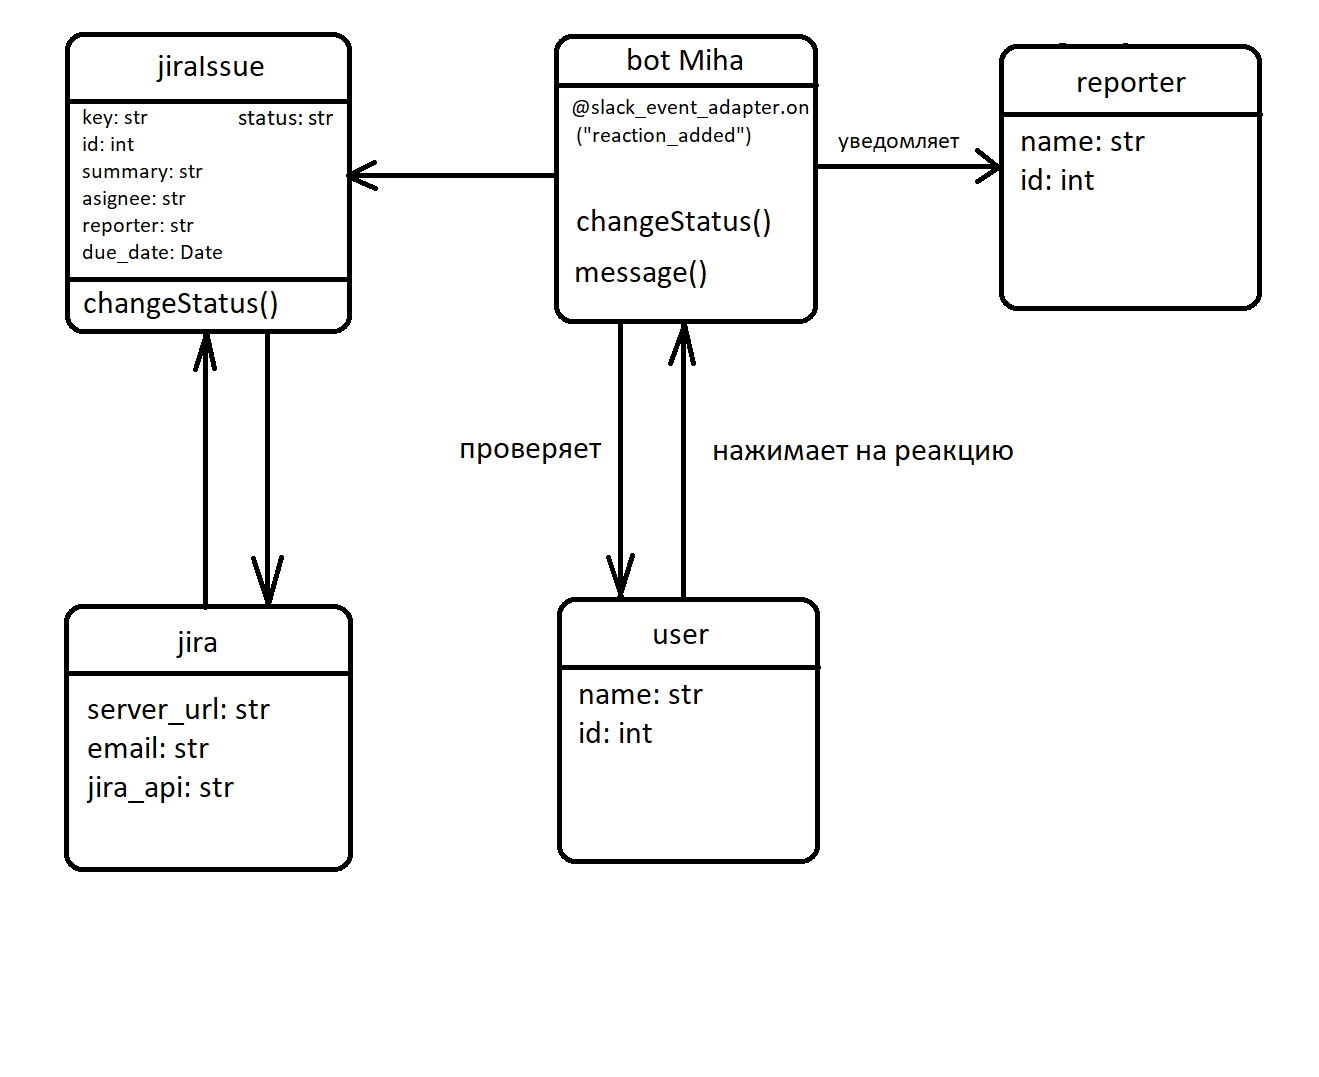 jiraIssue
key: str
status: str
id: int
summary: str
asignee: str
reporter: str
due_date: Date
changeStatus()
bot Miha
@slack_event_adapter.on
("reaction_added")
changeStatus()
message()
уведомляет
reporter
name: str
id: int
проверяет
нажимает на реакцию
jira
server_url: str
email: str
jira_api: str
user
name: str
id: int